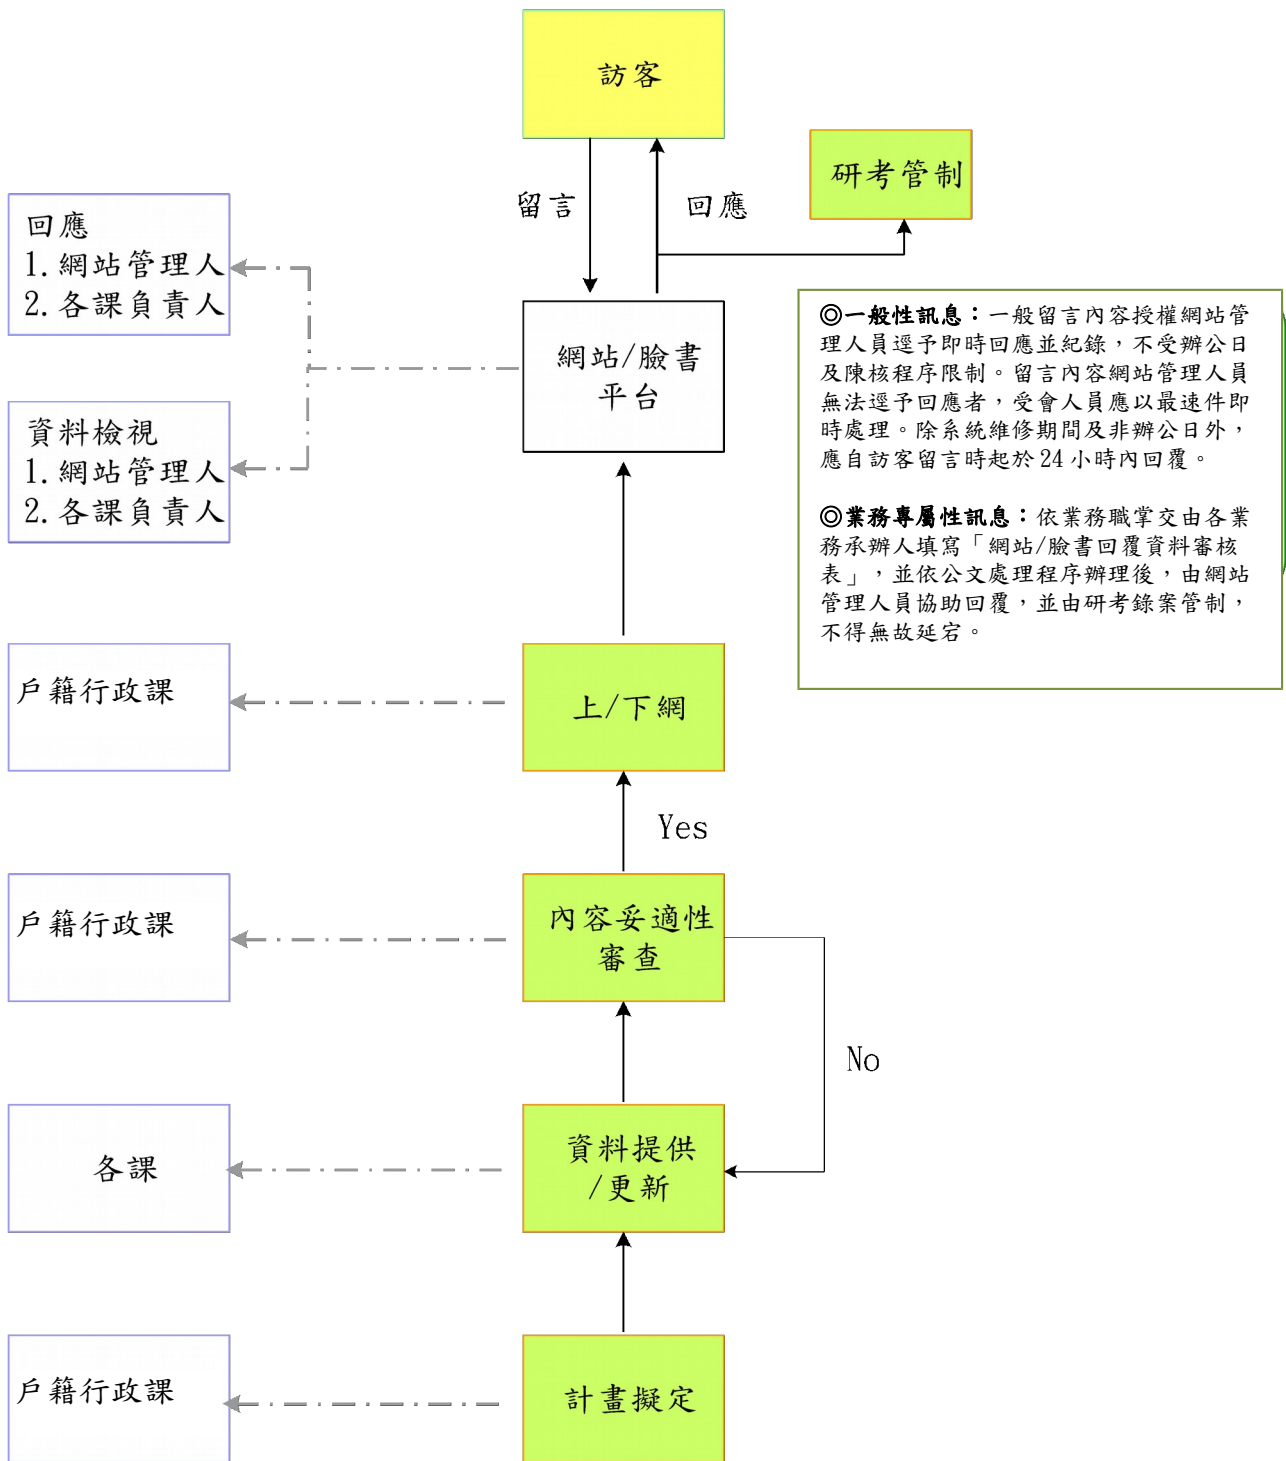 訪客
研考管制
留言
回應
回應
1.網站管理人
2.各課負責人
網站/臉書
平台
◎一般性訊息：一般留言內容授權網站管
理人員逕予即時回應並紀錄，不受辦公日
及陳核程序限制。留言內容網站管理人員
無法逕予回應者，受會人員應以最速件即
時處理。除系統維修期間及非辦公日外，
應自訪客留言時起於24小時內回覆。
◎業務專屬性訊息：依業務職掌交由各業
務承辦人填寫「網站/臉書回覆資料審核
表」，並依公文處理程序辦理後，由網站
管理人員協助回覆，並由研考錄案管制，
不得無故延宕。
資料檢視
1.網站管理人
2.各課負責人
戶籍行政課
上/下網
Yes
戶籍行政課
內容妥適性
審查
No
各課
資料提供
/更新
戶籍行政課
計畫擬定